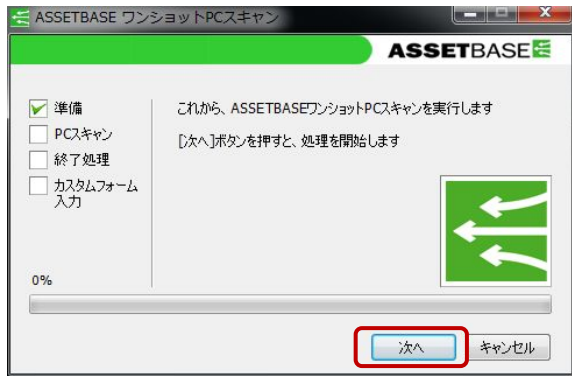 ASSETBASE ワンショットPCスキャン
ASSETBASE
準備
PCスキャン
終了処理
カスタムフォーム
入力
これから、ASSETBASEワンショットPCスキャンを実行します
[次へ]ボタンを押すと、処理を開始します
0%
次へ
キャンセル